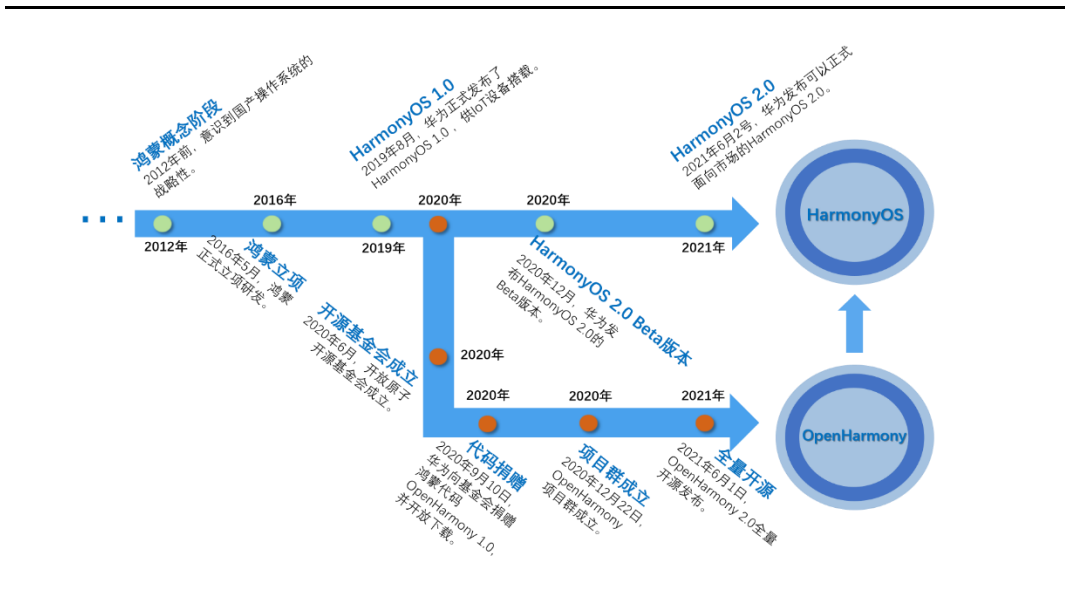 鸿蒙概念阶段
2012年前，意识到国产操作系统的
战略性。
HarmonyOS 1.0
2019年8月，华为正式发布了
HarmonyOS 1.0 ，供IoT设备搭载。
HarmonyOS 2.0
2021年6月2号，华为发布可以正式
面向市场的HarmonyOS 2.0。
2016年
2020年
2020年
2012年
2019年
2021年
HarmonyOS
鸿蒙立项
2016年5月，鸿蒙
正式立项研发。
HarmonyOS 2.0 Beta版本
2020年12月，华为发
布HarmonyOS 2.0的
Beta版本。
开源基金会成立
2020年6月，开放原子
开源基金会成立。
2020年
2020年
2020年
2021年
OpenHarmony
代码捐赠
2020年9月10日，
华为向基金会捐赠
鸿蒙代码
OpenHarmony 1.0,
并开放下载。
项目群成立
2020年12月22日，
OpenHarmony
项目群成立。
全量开源
2021年6月1日，
OpenHarmony 2.0全量
开源发布。